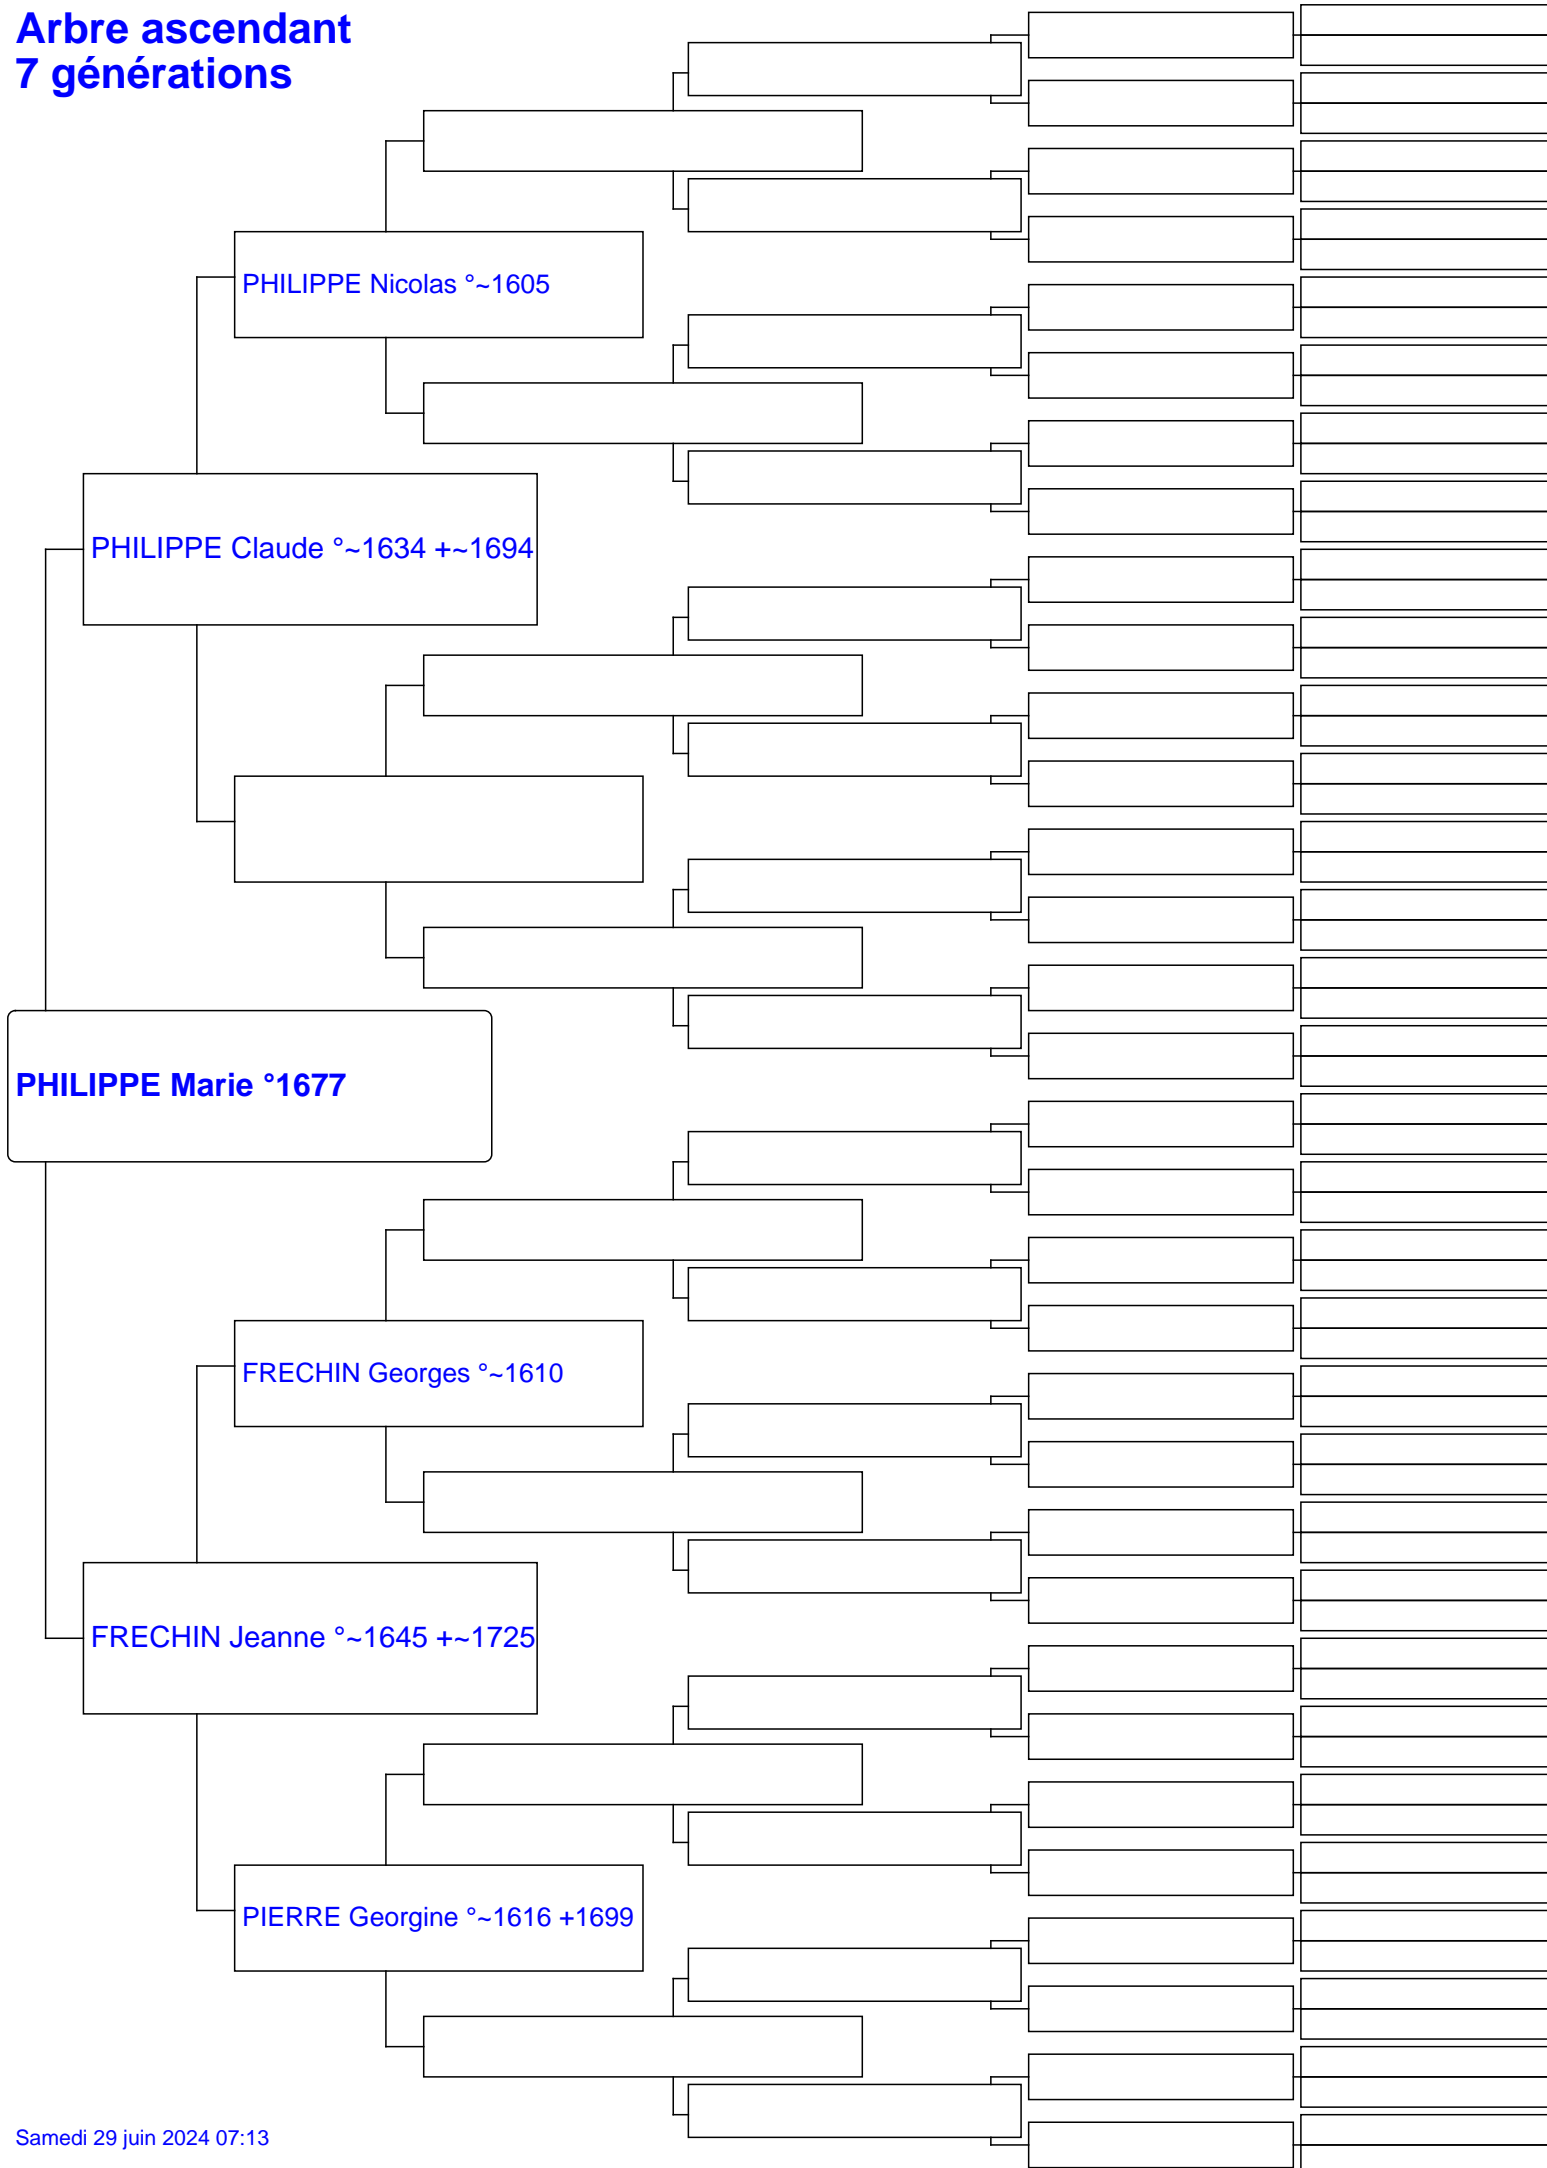 Arbre ascendant
7 générations
PHILIPPE Nicolas °~1605
PHILIPPE Claude °~1634 +~1694
PHILIPPE Marie °1677
FRECHIN Georges °~1610
FRECHIN Jeanne °~1645 +~1725
PIERRE Georgine °~1616 +1699
Samedi 29 juin 2024 07:13